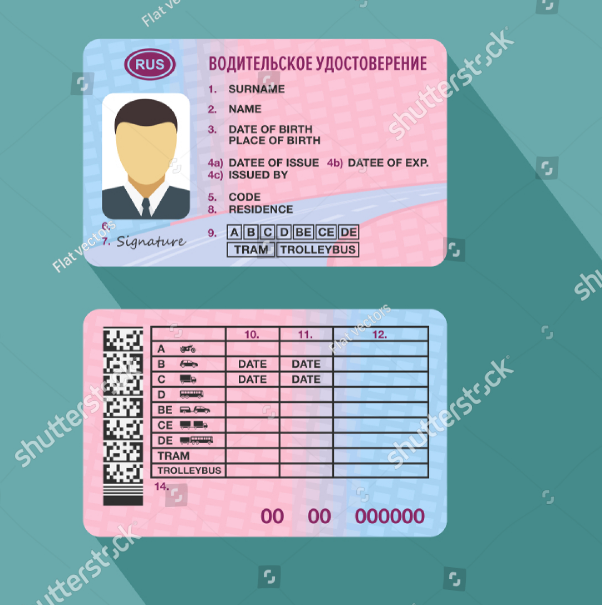 RUS
ВОДИТЕЛЬСКОЕ УДОСТОВЕРЕНИЕ
1. SURNAME
2. NAME
3. DATE OF BIRTH
PLACE OF BIRTH
4a) DATEE OF ISSUE 4b) DATEE OF EXP.
4c) ISSUED BY
5. CODE
8. RESIDENCE
6.
7. Signature
9. A B C D BE CE DE
TRAM TROLLEYBUS
10. 11. 12.
A
B DATE DATE
C DATE DATE
D
BE
CE
DE
TRAM
TROLLEYBUS
14.
00 00 000000
Flat vectors
shutterstock
Flat vectors
shutterstock
Flat vectors
shutterstock
shutterstock